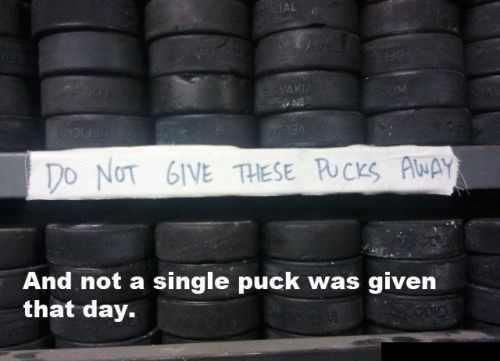 DO NOT GIVE THESE PUCKS AWAY
And not a single puck was given
that day.